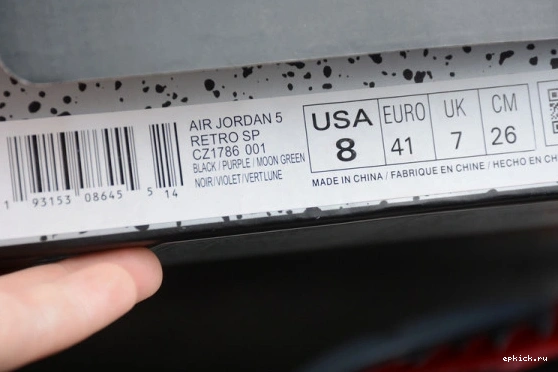 AIR JORDAN 5
RETRO SP
CZ1786 001
BLACK / PURPLE / MOON GREEN
NOIR / VIOLET / VERT LUNE
1 93153 08645 5 14
USA EURO UK CM
8 41 7 26
MADE IN CHINA / FABRIQUE EN CHINE / HECHO EN CH
epkick.ru